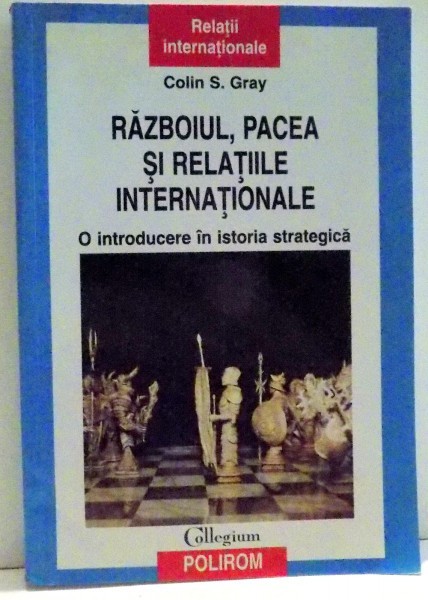 Relații
internaționale
Colin S. Gray
RĂZBOIUL, PACEA
ȘI RELAȚIILE
INTERNAȚIONALE
O introducere în istoria strategică
Collegium
POLIROM